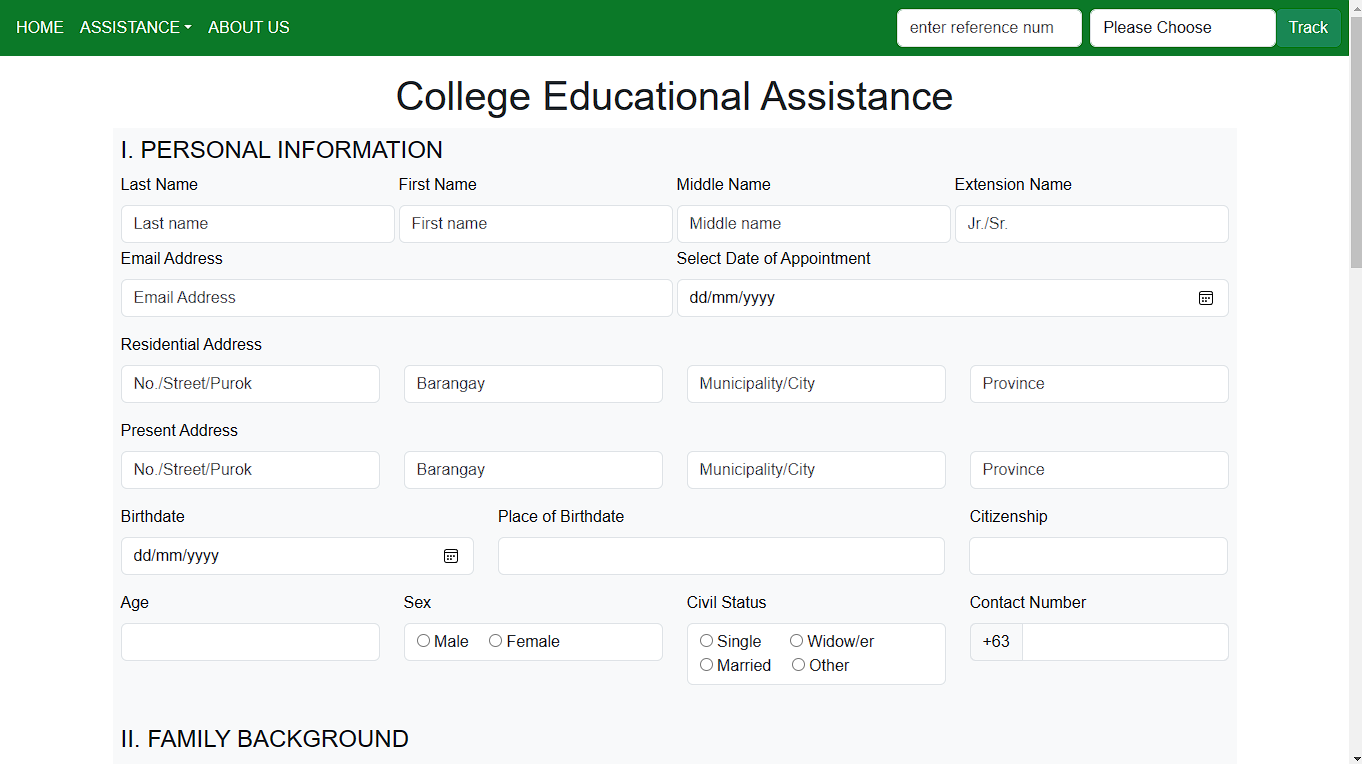 HOME ASSISTANCE ABOUT US enter reference num Please Choose Track
College Educational Assistance
I. PERSONAL INFORMATION
Last Name First Name Middle Name Extension Name
Last name First name Middle name Jr./Sr.
Email Address Select Date of Appointment
Email Address dd/mm/yyyy
Residential Address
No./Street/Purok Barangay Municipality/City Province
Present Address
No./Street/Purok Barangay Municipality/City Province
Birthdate Place of Birthdate Citizenship
dd/mm/yyyy
Age Sex Civil Status Contact Number
Male Female Single Widow/er +63
Married Other
II. FAMILY BACKGROUND